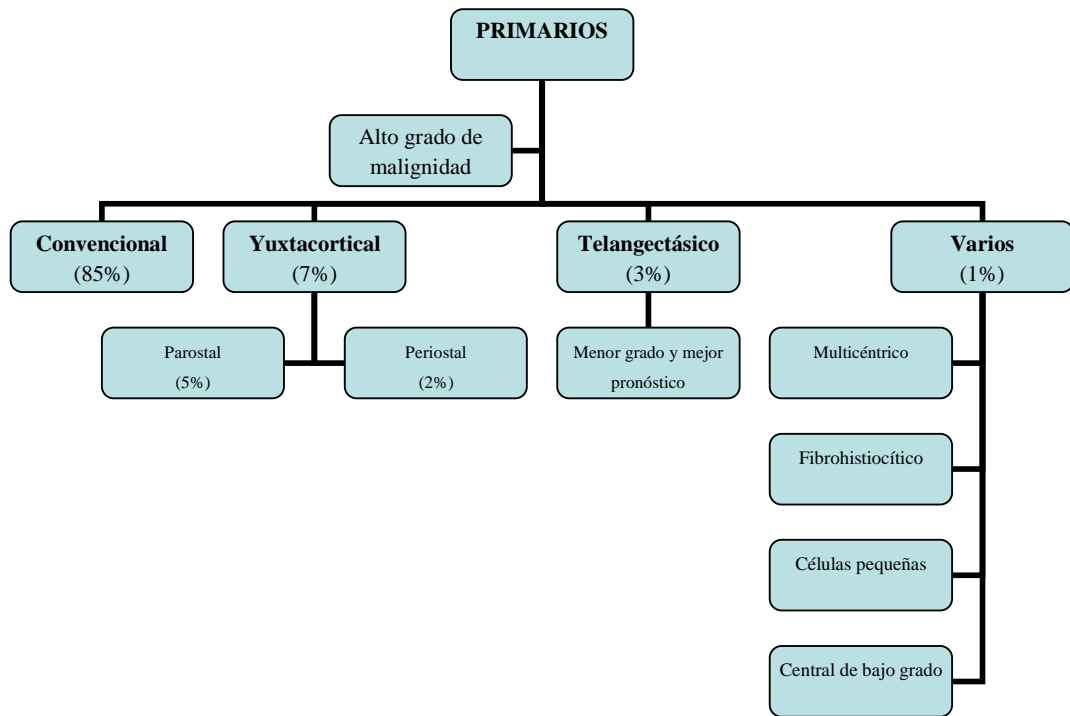 PRIMARIOS
Alto grado de
malignidad
Convencional
(85%)
Yuxtacortical
(7%)
Telangectásico
(3%)
Varios
(1%)
Parostal
(5%)
Periostal
(2%)
Menor grado y mejor
pronóstico
Multicéntrico
Fibrohistiocítico
Células pequeñas
Central de bajo grado